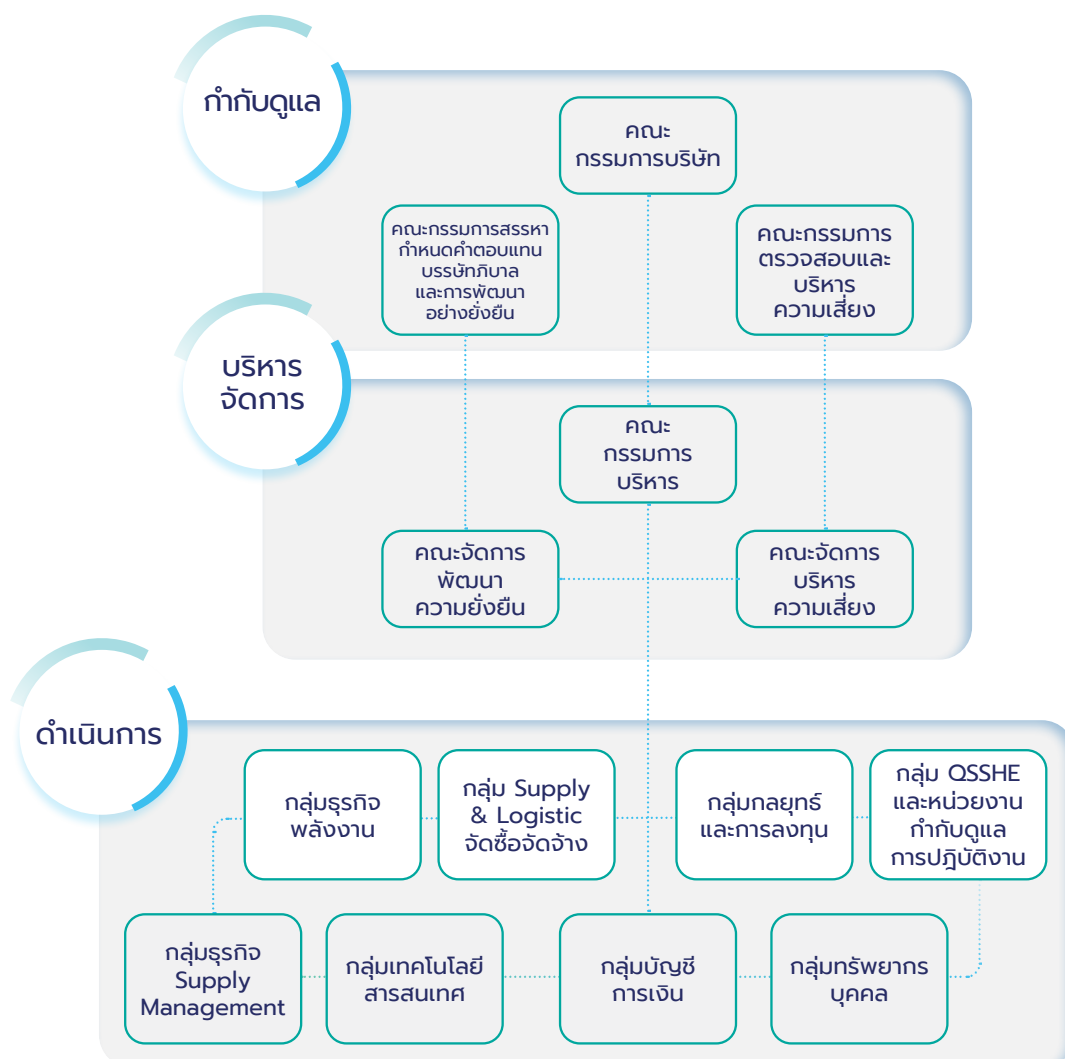 กำกับดูแล
คณะ
กรรมการบริษัท
คณะกรรมการสรรหา
กำหนดคำตอบแทน
บรรษัทภิบาล
และการพัฒนา
อย่างยั่งยืน
คณะกรรมการ
ตรวจสอบและ
บริหาร
ความเสี่ยง
บริหาร
จัดการ
คณะ
กรรมการ
บริหาร
คณะจัดการ
พัฒนา
ความยั่งยืน
คณะจัดการ
บริหาร
ความเสี่ยง
ดำเนินการ
กลุ่มธุรกิจ
พลังงาน
กลุ่ม Supply
& Logistic
จัดซื้อจัดจ้าง
กลุ่มกลยุทธ์
และการลงทุน
กลุ่ม QSSHE
และหน่วยงาน
กำกับดูแล
การปฎิบัติงาน
กลุ่มธุรกิจ
Supply
Management
กลุ่มเทคโนโลยี
สารสนเทศ
กลุ่มบัญชี
การเงิน
กลุ่มทรัพยากร
บุคคล